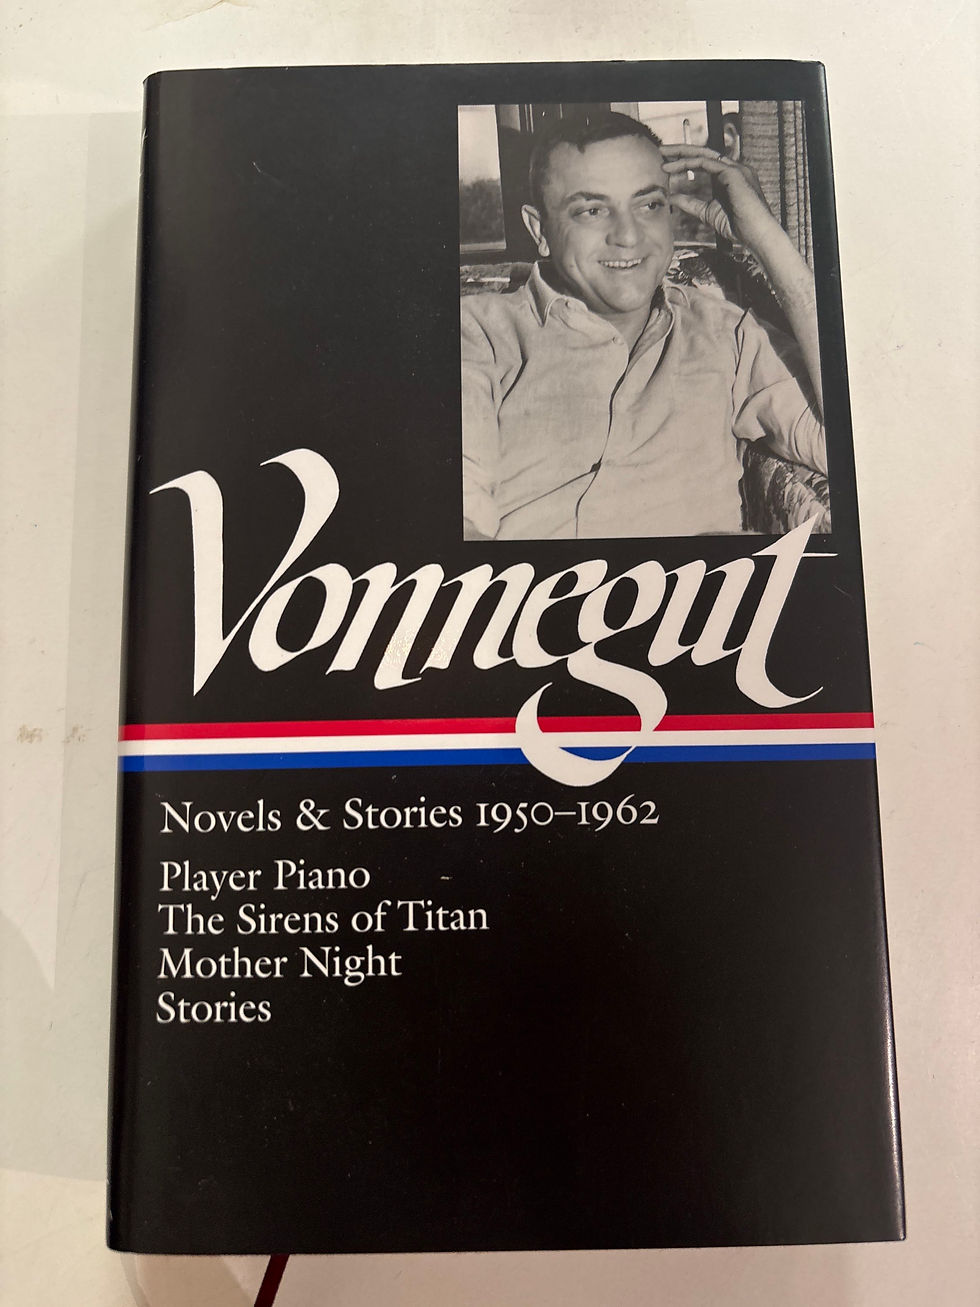 Vonnegut
Novels & Stories 1950–1962
Player Piano
The Sirens of Titan
Mother Night
Stories